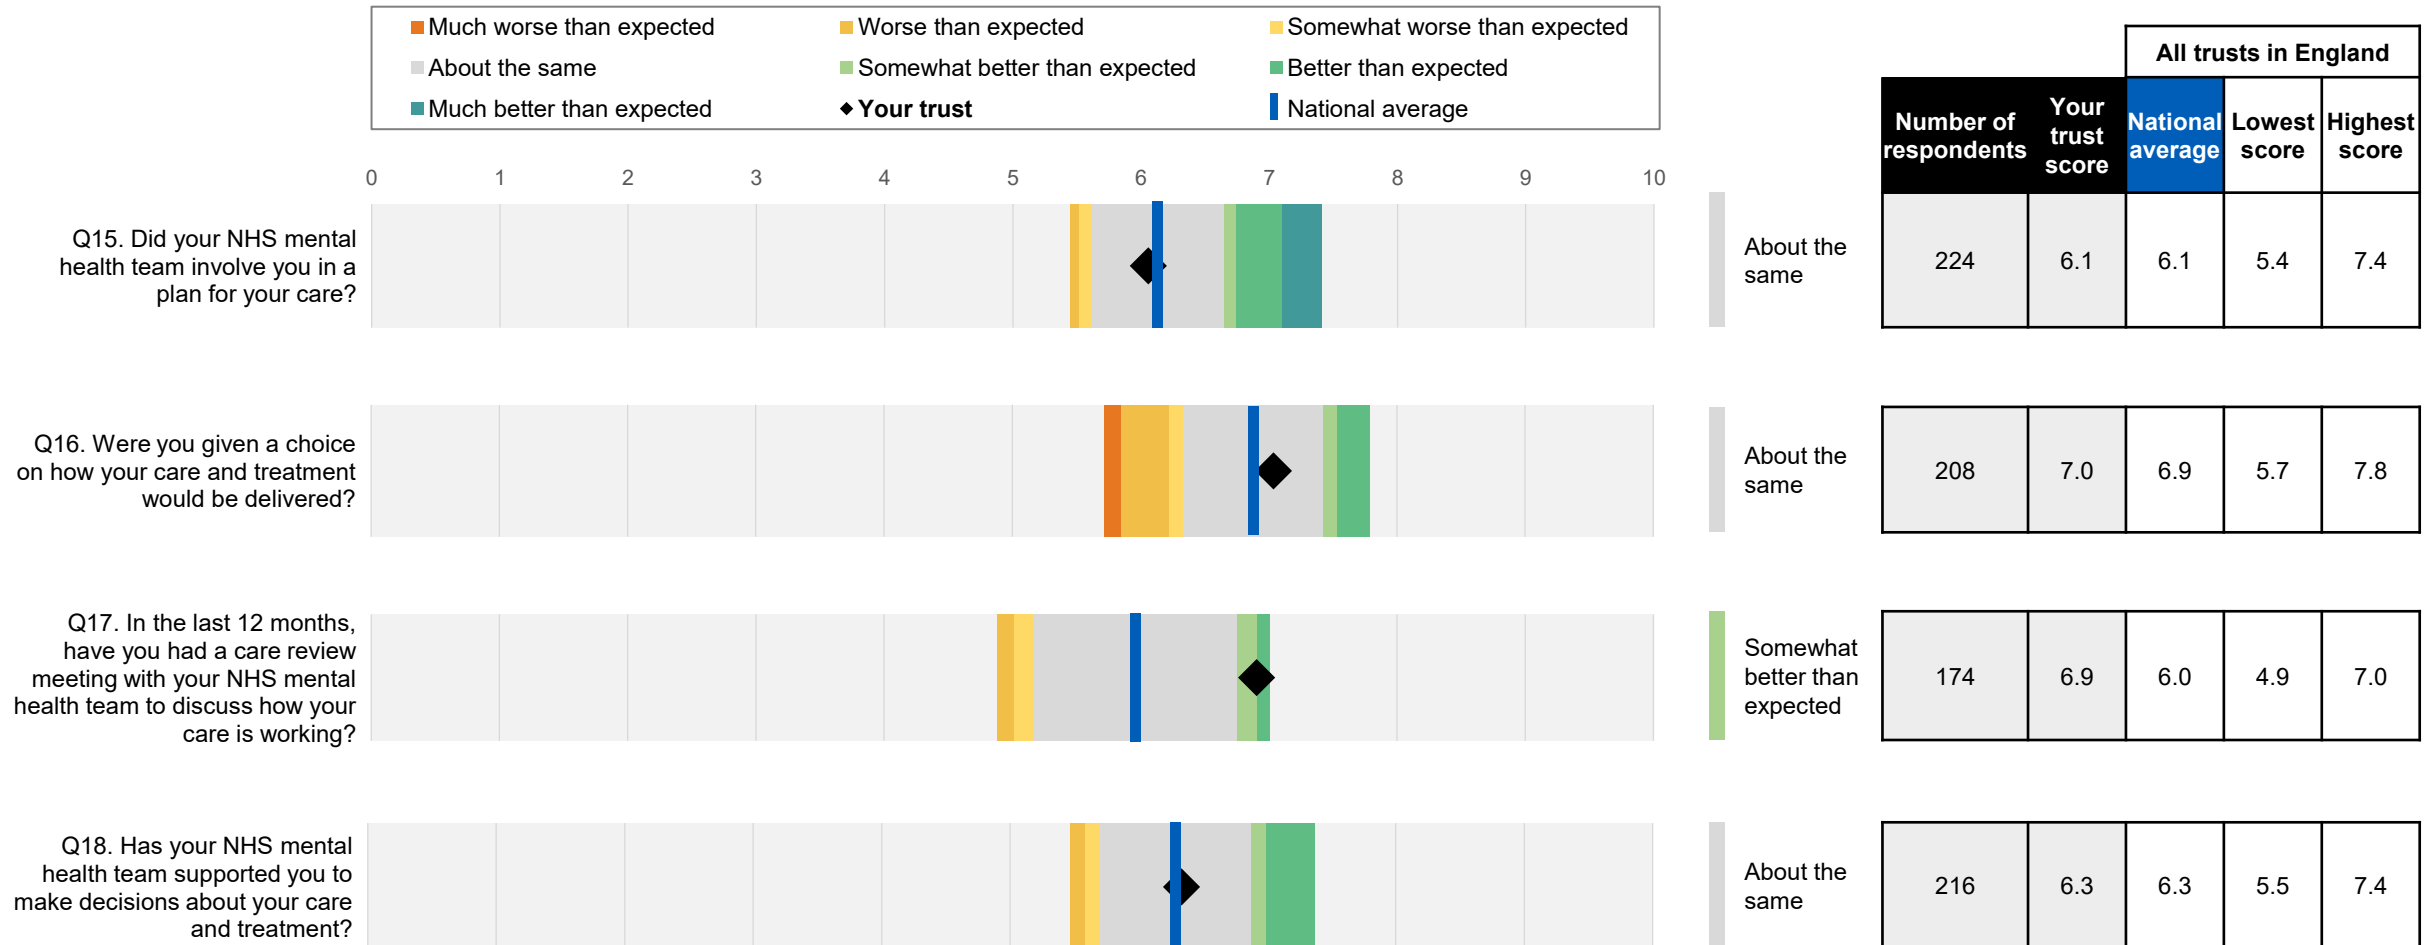 Much worse than expected
Worse than expected
Somewhat worse than expected
About the same
Somewhat better than expected
Better than expected
Much better than expected
Your trust
National average
All trusts in England
Number of
respondents
Your
trust
score
National
average
Lowest
score
Highest
score
0 1 2 3 4 5 6 7 8 9 10
Q15. Did your NHS mental
health team involve you in a
plan for your care?
About the
same
224 6.1 6.1 5.4 7.4
Q16. Were you given a choice
on how your care and treatment
would be delivered?
About the
same
208 7.0 6.9 5.7 7.8
Q17. In the last 12 months,
have you had a care review
meeting with your NHS mental
health team to discuss how your
care is working?
Somewhat
better than
expected
174 6.9 6.0 4.9 7.0
Q18. Has your NHS mental
health team supported you to
make decisions about your care
and treatment?
About the
same
216 6.3 6.3 5.5 7.4